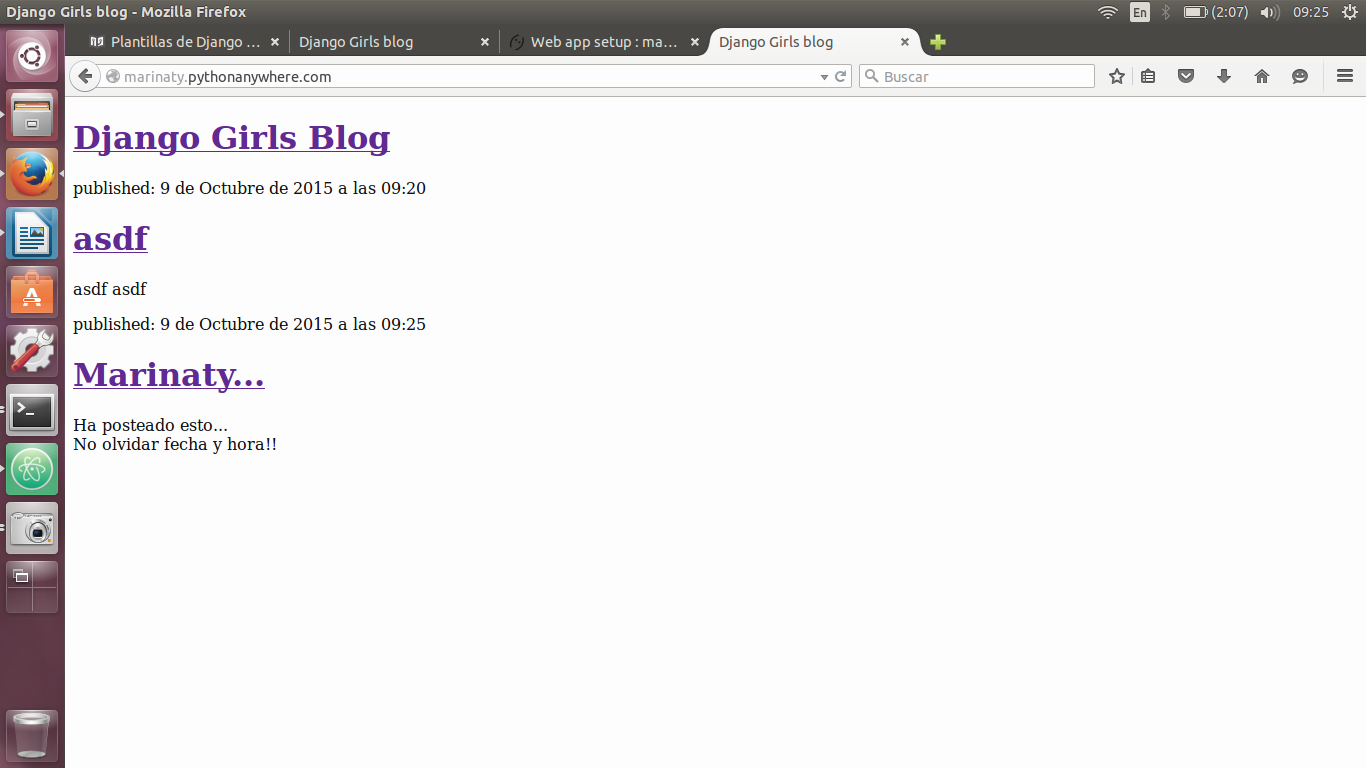 Django Girls blog - Mozilla Firefox
En
(2:07)
09:25
Plantillas de Django ...
Django Girls blog
Web app setup : ma...
Django Girls blog
marinaty.pythonanywhere.com
Buscar
Django Girls Blog
published: 9 de Octubre de 2015 a las 09:20
asdf
asdf asdf
published: 9 de Octubre de 2015 a las 09:25
Marinaty...
Ha posteado esto...
No olvidar fecha y hora!!